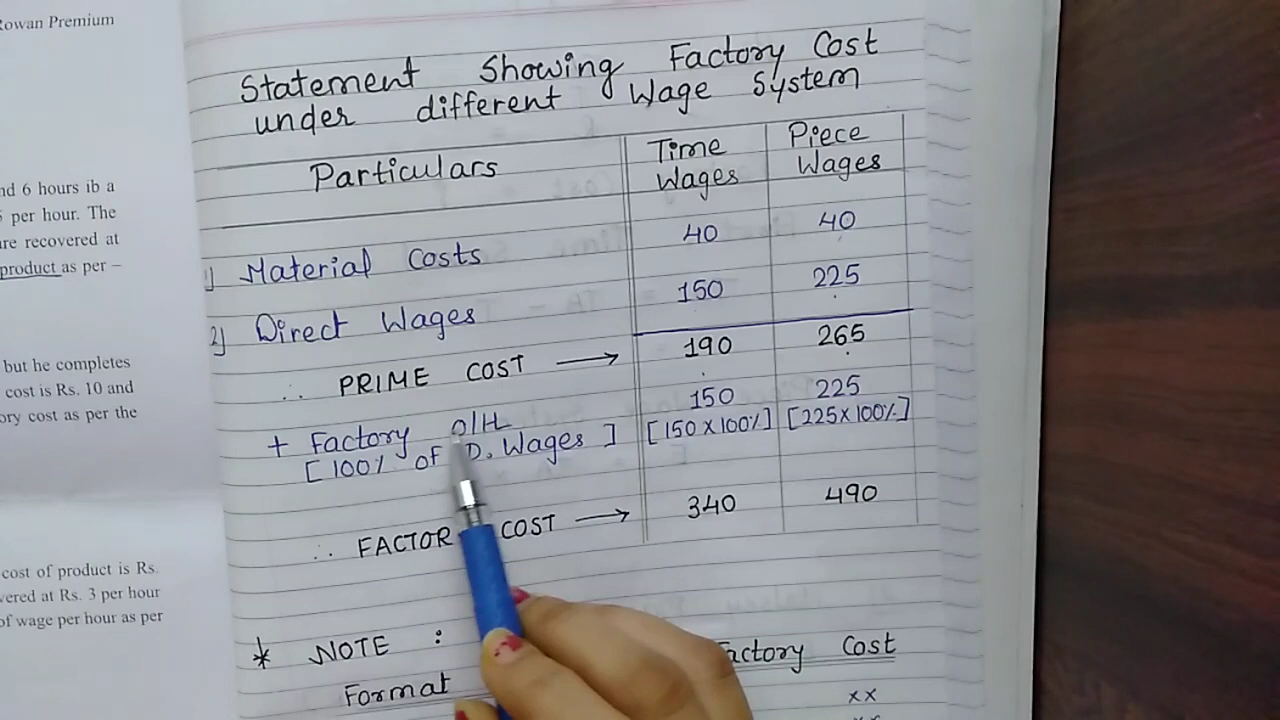 Rowan Premium
nd 6 hours ib a
per hour. The
are recovered at
product as per –
but he completes
cost is Rs. 10 and
ory cost as per the
cost of product is Rs.
vered at Rs. 3 per hour
of wage per hour as per
Statement Showing Factory Cost
under different Wage System
Particulars Time Wages Piece Wages
1) Material Costs 40 40
2) Direct Wages 150 225
∴ PRIME COST → 190 265
+ Factory O/H 150 225
[100% of D. Wages] [150 X 100%] [225 X 100%]
∴ FACTOR COST → 340 490
* NOTE : actory Cost
Format xx